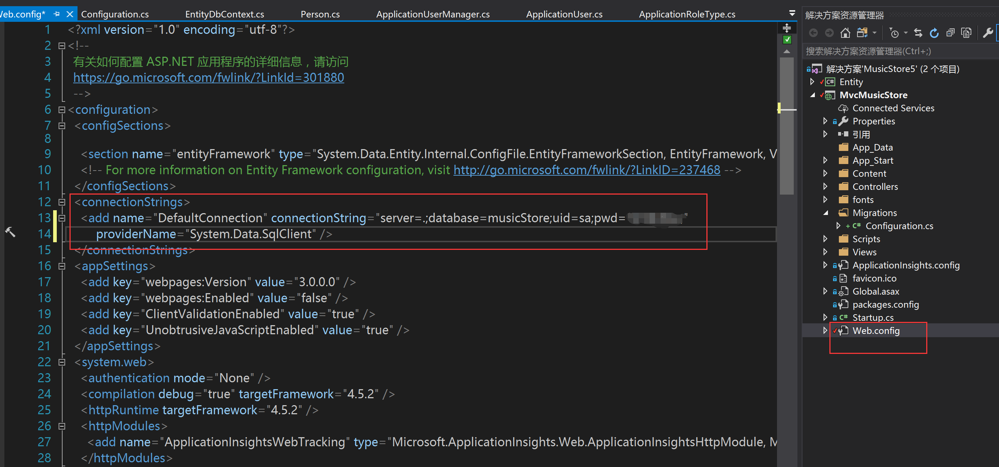 Web.config*
Configuration.cs
EntityDbContext.cs
Person.cs
ApplicationUserManager.cs
ApplicationUser.cs
ApplicationRoleType.cs
1 <?xml version="1.0" encoding="utf-8"?>
2 <!--
3 有关如何配置 ASP.NET 应用程序的详细信息，请访问
4 https://go.microsoft.com/fwlink/?LinkId=301880
5 -->
6 <configuration>
7 <configSections>
8
9 <section name="entityFramework" type="System.Data.Entity.Internal.ConfigFile.EntityFrameworkSection, EntityFramework, V
10 <!-- For more information on Entity Framework configuration, visit http://go.microsoft.com/fwlink/?LinkID=237468 -->
11 </configSections>
12 <connectionStrings>
13 <add name="DefaultConnection" connectionString="server=.;database=musicStore;uid=sa;pwd="
14 providerName="System.Data.SqlClient" />
15 </connectionStrings>
16 <appSettings>
17 <add key="webpages:Version" value="3.0.0.0" />
18 <add key="webpages:Enabled" value="false" />
19 <add key="ClientValidationEnabled" value="true" />
20 <add key="UnobtrusiveJavaScriptEnabled" value="true" />
21 </appSettings>
22 <system.web>
23 <authentication mode="None" />
24 <compilation debug="true" targetFramework="4.5.2" />
25 <httpRuntime targetFramework="4.5.2" />
26 <httpModules>
27 <add name="ApplicationInsightsWebTracking" type="Microsoft.ApplicationInsights.Web.ApplicationInsightsHttpModule, M
28 </httpModules>
解决方案资源管理器
搜索解决方案资源管理器(Ctrl+;)
解决方案'MusicStore5' (2 个项目)
C# Entity
MvcMusicStore
Connected Services
Properties
引用
App_Data
App_Start
Content
Controllers
fonts
Migrations
+ C# Configuration.cs
Scripts
Views
ApplicationInsights.config
favicon.ico
Global.asax
packages.config
C# Startup.cs
Web.config